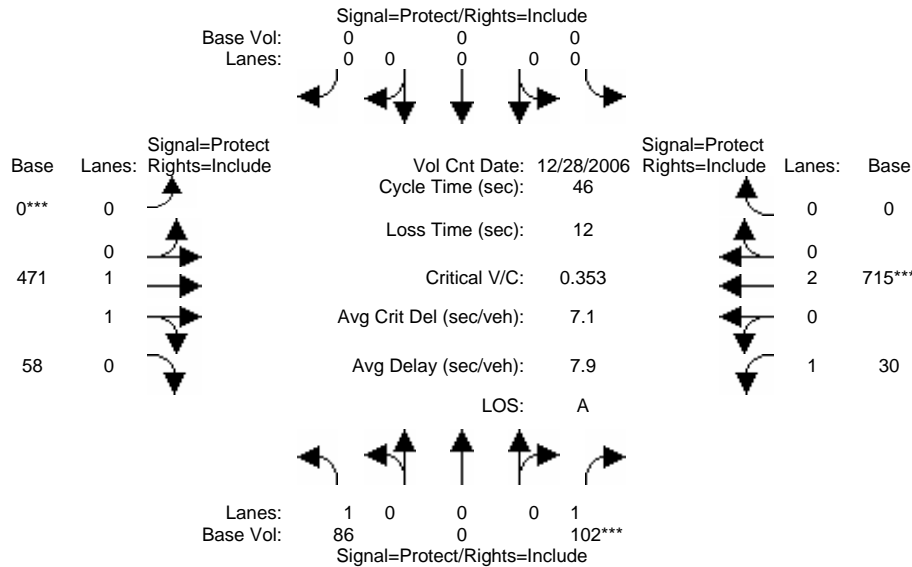 Signal=Protect/Rights=Include
Base Vol: 0 0 0
Lanes: 0 0 0 0 0
Signal=Protect Signal=Protect
Base Lanes: Rights=Include Vol Cnt Date: 12/28/2006 Rights=Include Lanes: Base
Cycle Time (sec): 46
0*** 0 0 0
Loss Time (sec): 12
0 0
471 1 Critical V/C: 0.353 2 715***
1 Avg Crit Del (sec/veh): 7.1 0
58 0 Avg Delay (sec/veh): 7.9 1 30
LOS: A
Lanes: 1 0 0 0 1
Base Vol: 86 0 102***
Signal=Protect/Rights=Include